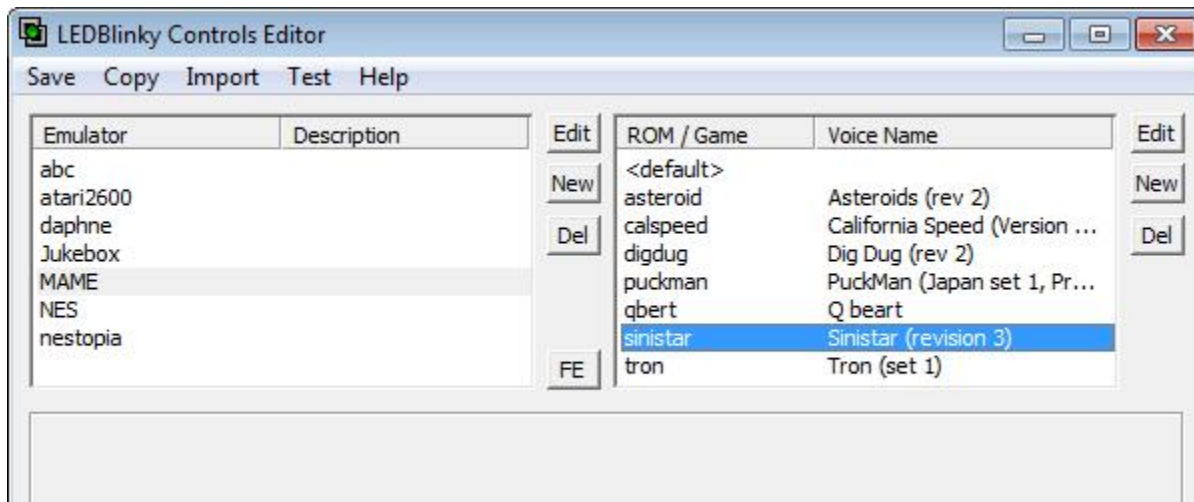 LEDBlinky Controls Editor
Save Copy Import Test Help
Emulator Description
abc
atari2600
daphne
Jukebox
MAME
NES
nestopia
Edit
New
Del
FE
ROM / Game Voice Name
<default>
asteroid Asteroids (rev 2)
calspeed California Speed (Version ...
digdug Dig Dug (rev 2)
puckman PuckMan (Japan set 1, Pr...
qbert Q beart
sinistar Sinistar (revision 3)
tron Tron (set 1)
Edit
New
Del